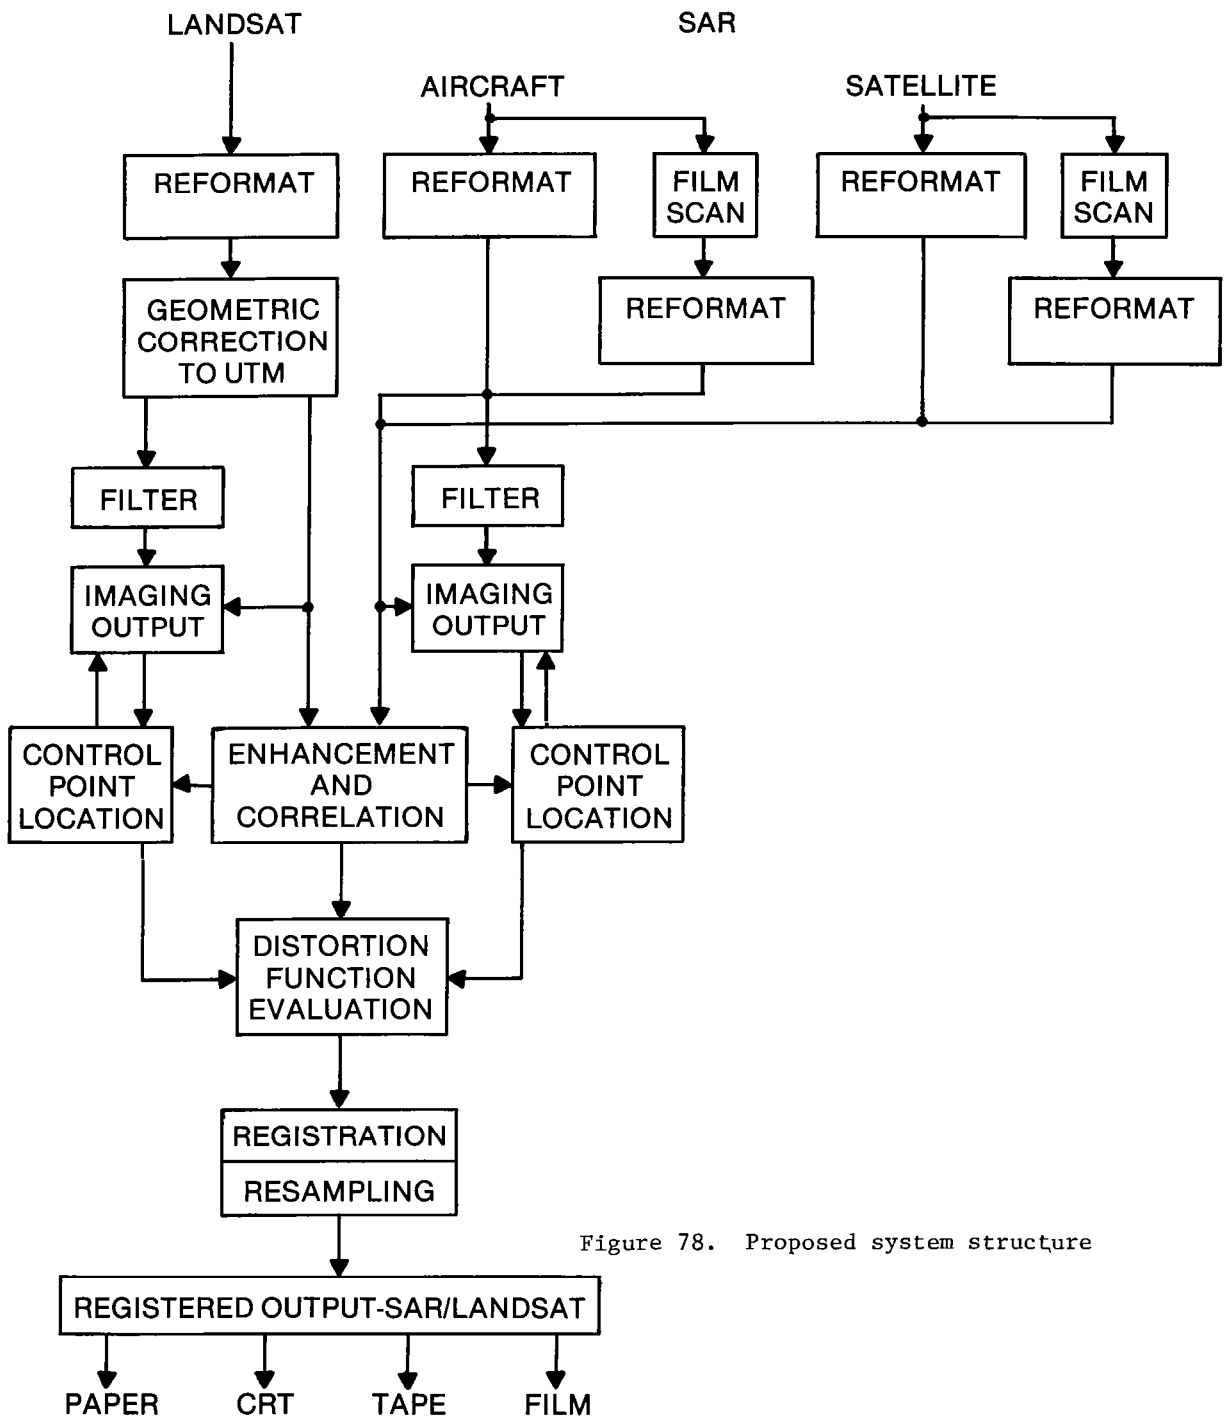 LANDSAT
SAR
AIRCRAFT
SATELLITE
REFORMAT
REFORMAT
FILM
SCAN
REFORMAT
FILM
SCAN
GEOMETRIC
CORRECTION
TO UTM
REFORMAT
REFORMAT
FILTER
FILTER
IMAGING
OUTPUT
IMAGING
OUTPUT
CONTROL
POINT
LOCATION
ENHANCEMENT
AND
CORRELATION
CONTROL
POINT
LOCATION
DISTORTION
FUNCTION
EVALUATION
REGISTRATION
RESAMPLING
Figure 78. Proposed system structure
REGISTERED OUTPUT-SAR/LANDSAT
PAPER
CRT
TAPE
FILM